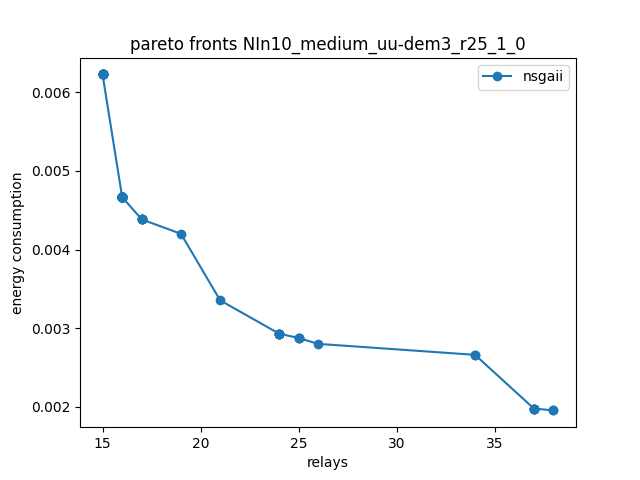 pareto fronts NIn10_medium_uu-dem3_r25_1_0
nsgaii
0.006
0.005
0.004
0.003
0.002
energy consumption
15
20
25
30
35
relays